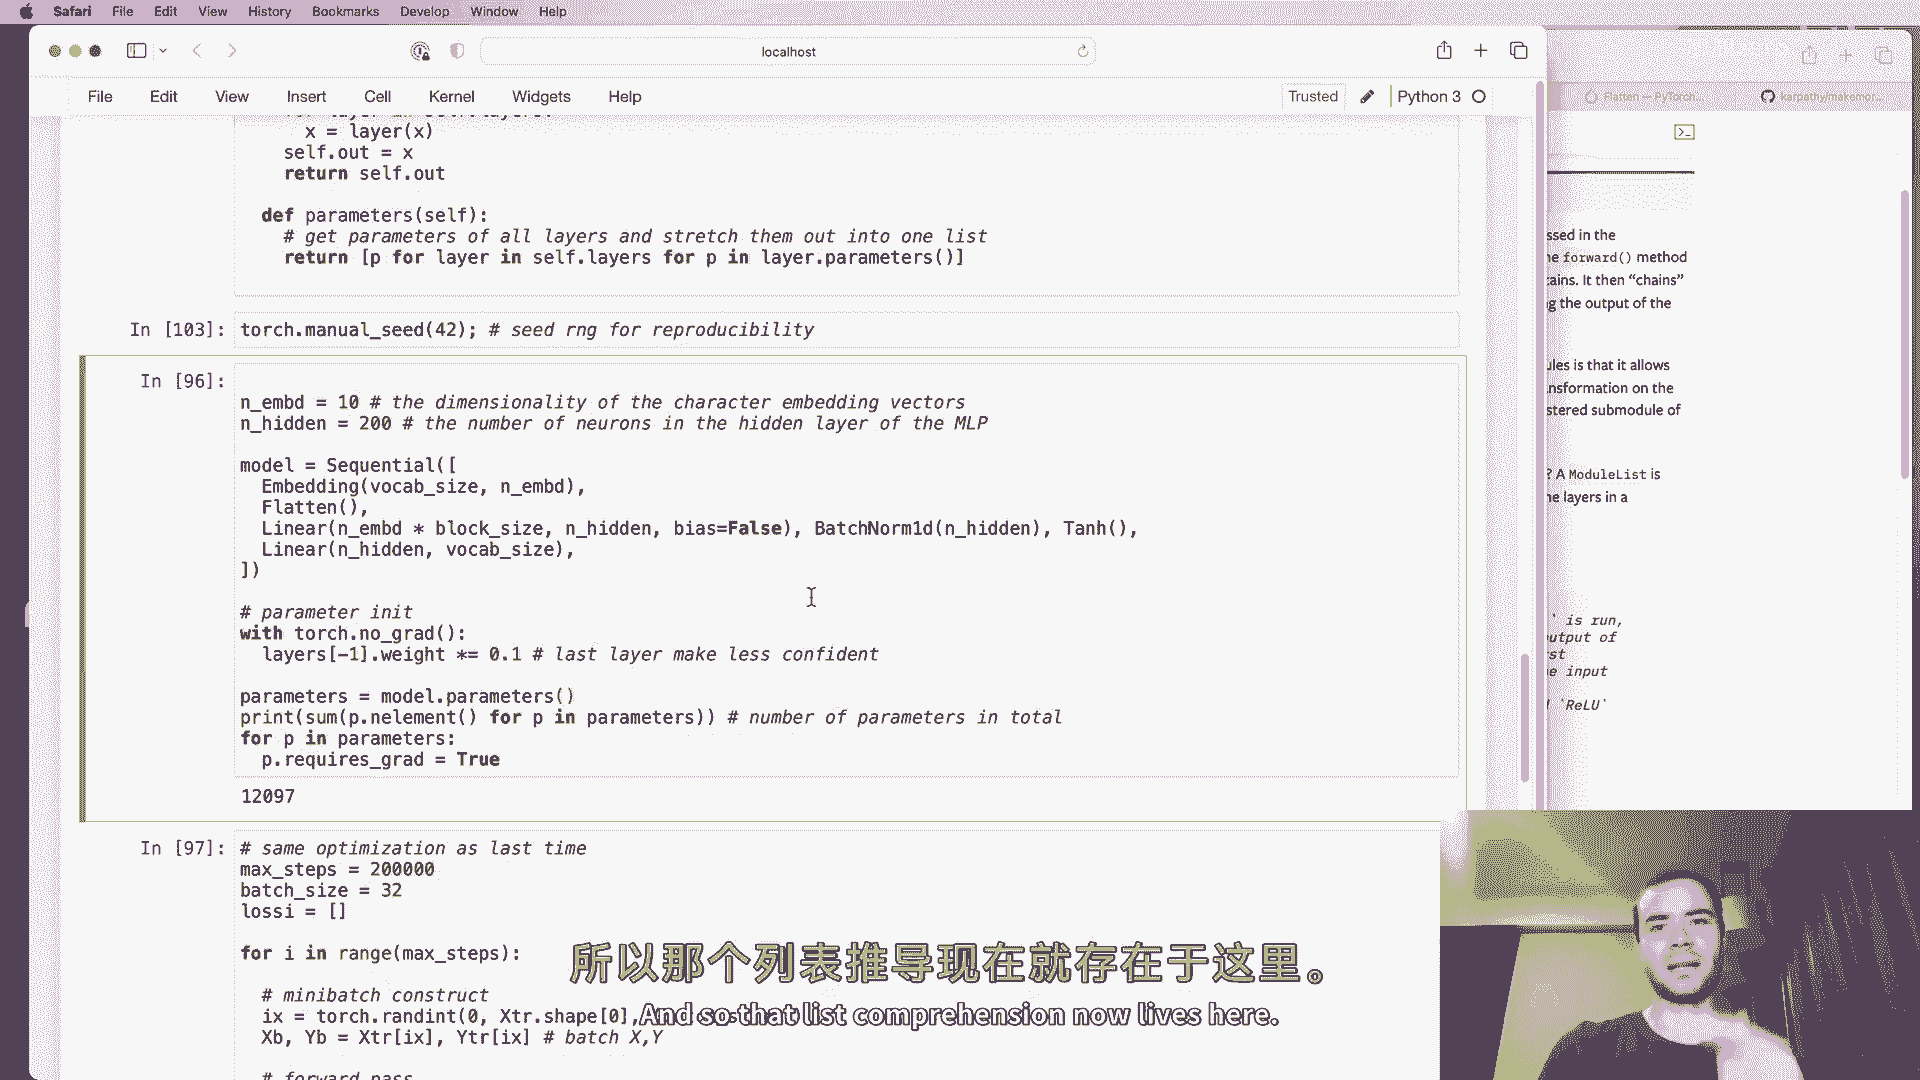 Safari File Edit View History Bookmarks Develop Window Help
localhost
File Edit View Insert Cell Kernel Widgets Help
Trusted Python 3
x = layer(x)
self.out = x
return self.out
def parameters(self):
# get parameters of all layers and stretch them out into one list
return [p for layer in self.layers for p in layer.parameters()]
In [103]: torch.manual_seed(42); # seed rng for reproducibility
In [96]:
n_embd = 10 # the dimensionality of the character embedding vectors
n_hidden = 200 # the number of neurons in the hidden layer of the MLP
model = Sequential([
Embedding(vocab_size, n_embd),
Flatten(),
Linear(n_embd * block_size, n_hidden, bias=False), BatchNorm1d(n_hidden), Tanh(),
Linear(n_hidden, vocab_size),
])
# parameter init
with torch.no_grad():
layers[-1].weight *= 0.1 # last layer make less confident
parameters = model.parameters()
print(sum(p.nelement() for p in parameters)) # number of parameters in total
for p in parameters:
p.requires_grad = True
12097
In [97]: # same optimization as last time
max_steps = 200000
batch_size = 32
lossi = []
for i in range(max_steps):
# minibatch construct
ix = torch.randint(0, Xtr.shape[0],
Xb, Yb = Xtr[ix], Ytr[ix] # batch X,Y
# forward pass
Flatten — PyTorch...
karpathy/makemor...
ssed in the
he forward() method
tains. It then “chains”
g the output of the
ules is that it allows
nsformation on the
stered submodule of
? A ModuleList is
he layers in a
` is run,
utput of
st
e input
`ReLU`
所以那个列表推导现在就存在于这里。
And so that list comprehension now lives here.